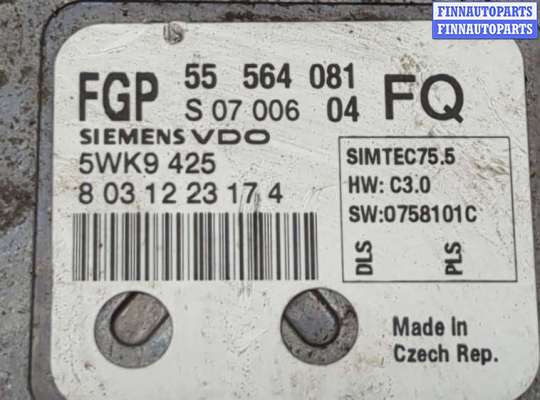 FINNAUTOPARTS
FINNAUTOPARTS
FGP 55 564 081 FQ
S 07 006 04
SIEMENS VDO
5WK9 425
8 03 12 23 17 4
SIMTEC75.5
HW: C3.0
SW:0758101C
DLS
PLS
Made In
Czech Rep.